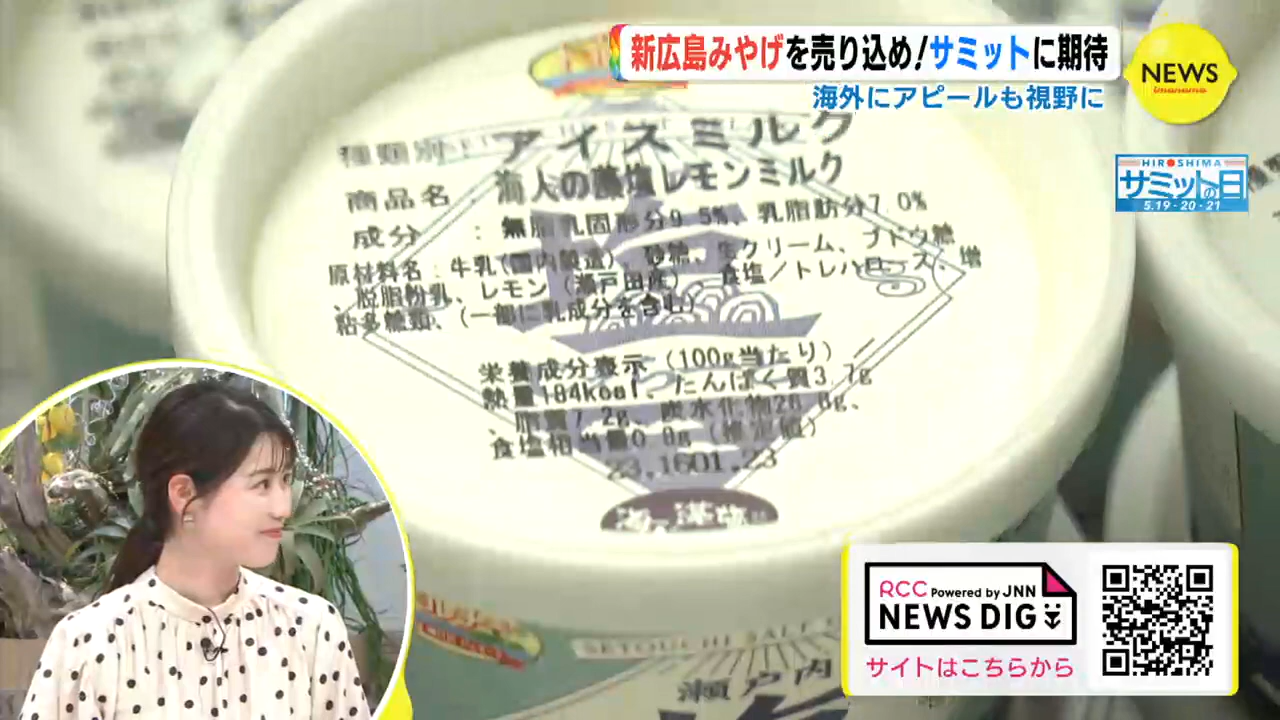 新広島みやげを売り込め!サミットに期待
海外にアピールも視野に
NEWS
imanama
HIROSHIMA
サミットの日
5.19-20-21
種類別 : アイスミルク
商品名 : 海人の藻塩レモンミルク
成分 : 無脂乳固形分9.5%、乳脂肪分7.0%
原材料名:牛乳(国内製造)、砂糖、生クリーム、ブドウ糖
、脱脂粉乳、レモン(瀬戸田産) 食塩/トレハロース、増
粘多糖類、(一部に乳成分を含む)
栄養成分表示(100g当たり)
熱量184kcal、たんぱく質3.7g
、脂質7.2g、炭水化物26.8g、
食塩相当量0.8g(推定値)
23.1601.23
瀬戸内
RCC Powered by JNN
NEWS DIG
サイトはこちらから